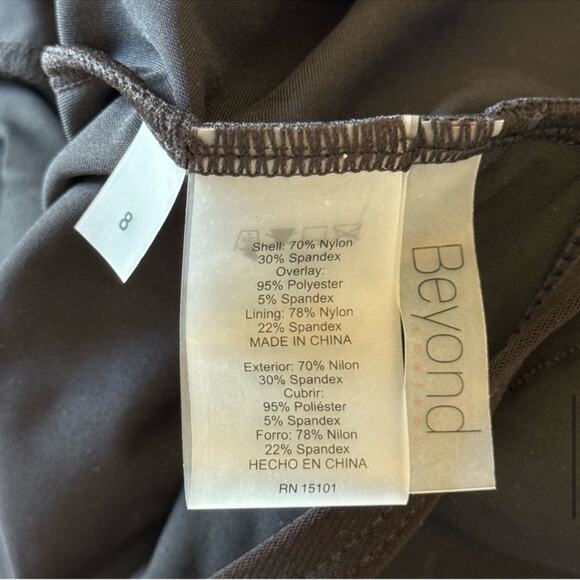 8
Shell: 70% Nylon
30% Spandex
Overlay:
95% Polyester
5% Spandex
Lining: 78% Nylon
22% Spandex
MADE IN CHINA
Exterior: 70% Nilon
30% Spandex
Cubrir:
95% Poliéster
5% Spandex
Forro: 78% Nilon
22% Spandex
HECHO EN CHINA
RN 15101
Beyond